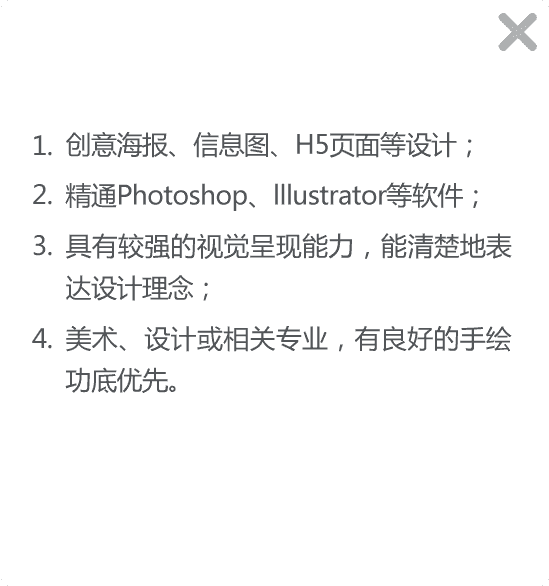 1. 创意海报、信息图、H5页面等设计；
2. 精通Photoshop、lllustrator等软件；
3. 具有较强的视觉呈现能力，能清楚地表
达设计理念；
4. 美术、设计或相关专业，有良好的手绘
功底优先。